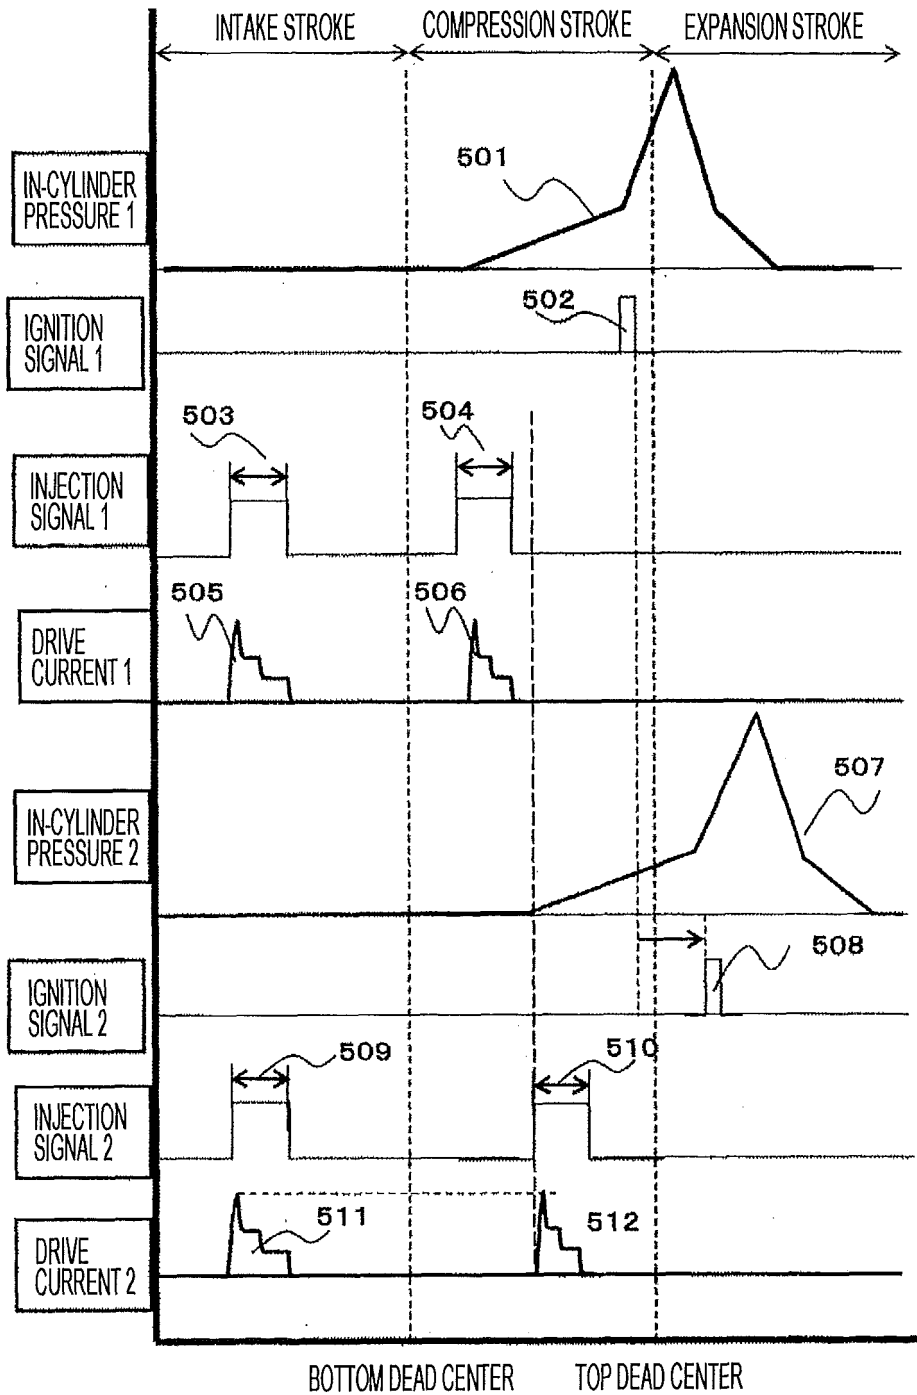 INTAKE STROKE
COMPRESSION STROKE
EXPANSION STROKE
501
IN-CYLINDER
PRESSURE 1
502
IGNITION
SIGNAL 1
503
504
INJECTION
SIGNAL 1
505
506
DRIVE
CURRENT 1
507
IN-CYLINDER
PRESSURE 2
508
IGNITION
SIGNAL 2
509
510
INJECTION
SIGNAL 2
511
512
DRIVE
CURRENT 2
BOTTOM DEAD CENTER
TOP DEAD CENTER